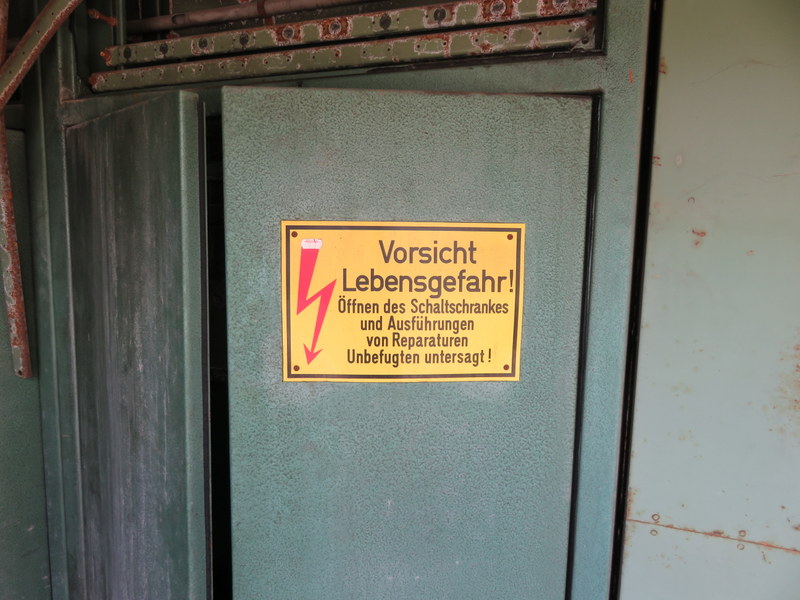 Vorsicht
Lebensgefahr!
Öffnen des Schaltschrankes
und Ausführungen
von Reparaturen
Unbefugten untersagt!